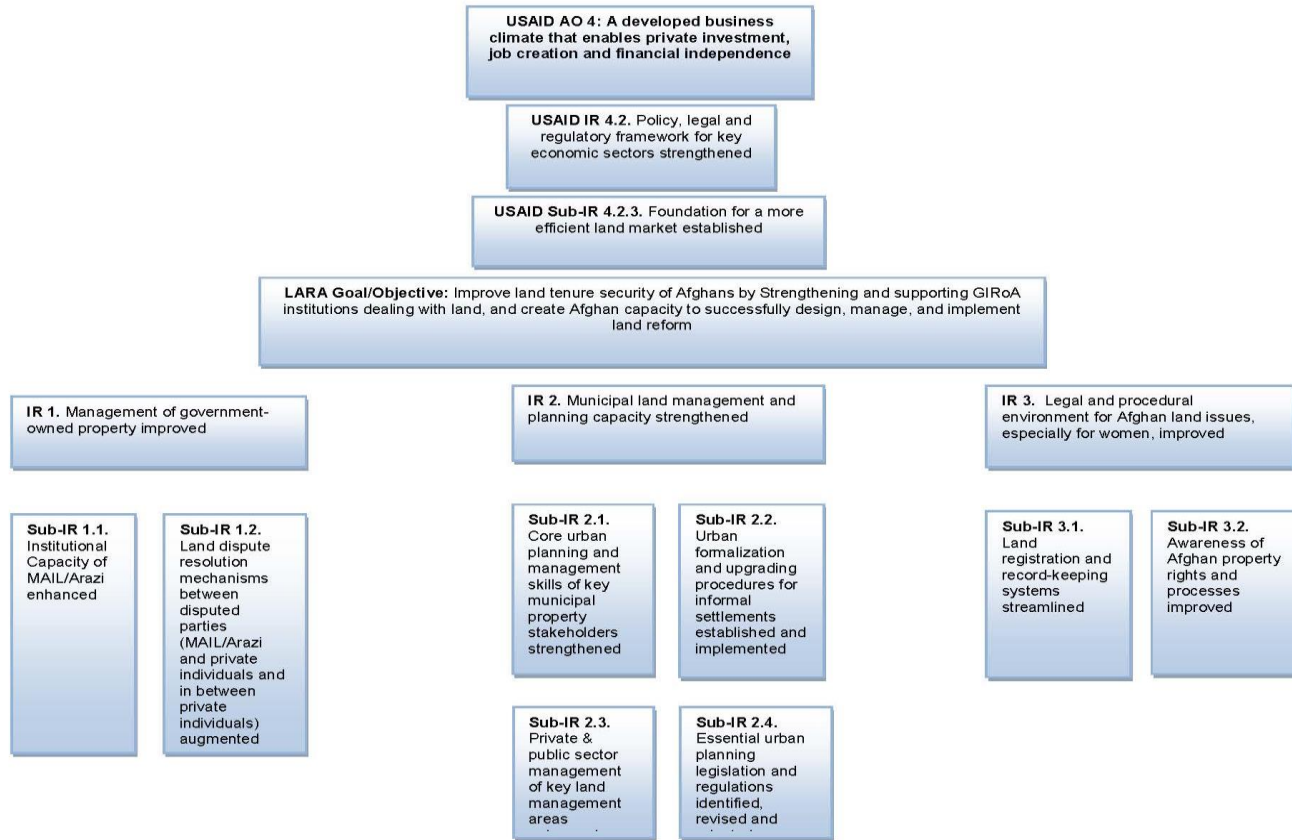 USAID AO 4: A developed business
climate that enables private investment,
job creation and financial independence
USAID IR 4.2. Policy, legal and
regulatory framework for key
economic sectors strengthened
USAID Sub-IR 4.2.3. Foundation for a more
efficient land market established
LARA Goal/Objective: Improve land tenure security of Afghans by Strengthening and supporting GIRoA
institutions dealing with land, and create Afghan capacity to successfully design, manage, and implement
land reform
IR 1. Management of government-
owned property improved
IR 2. Municipal land management and
planning capacity strengthened
IR 3. Legal and procedural
environment for Afghan land issues,
especially for women, improved
Sub-IR 1.1.
Institutional
Capacity of
MAIL/Arazi
enhanced
Sub-IR 1.2.
Land dispute
resolution
mechanisms
between
disputed
parties
(MAIL/Arazi
and private
individuals and
in between
private
individuals)
augmented
Sub-IR 2.1.
Core urban
planning and
management
skills of key
municipal
property
stakeholders
strengthened
Sub-IR 2.2.
Urban
formalization
and upgrading
procedures for
informal
settlements
established and
implemented
Sub-IR 2.3.
Private &
public sector
management
of key land
management
areas
Sub-IR 2.4.
Essential urban
planning
legislation and
regulations
identified,
revised and
Sub-IR 3.1.
Land
registration and
record-keeping
systems
streamlined
Sub-IR 3.2.
Awareness of
Afghan property
rights and
processes
improved